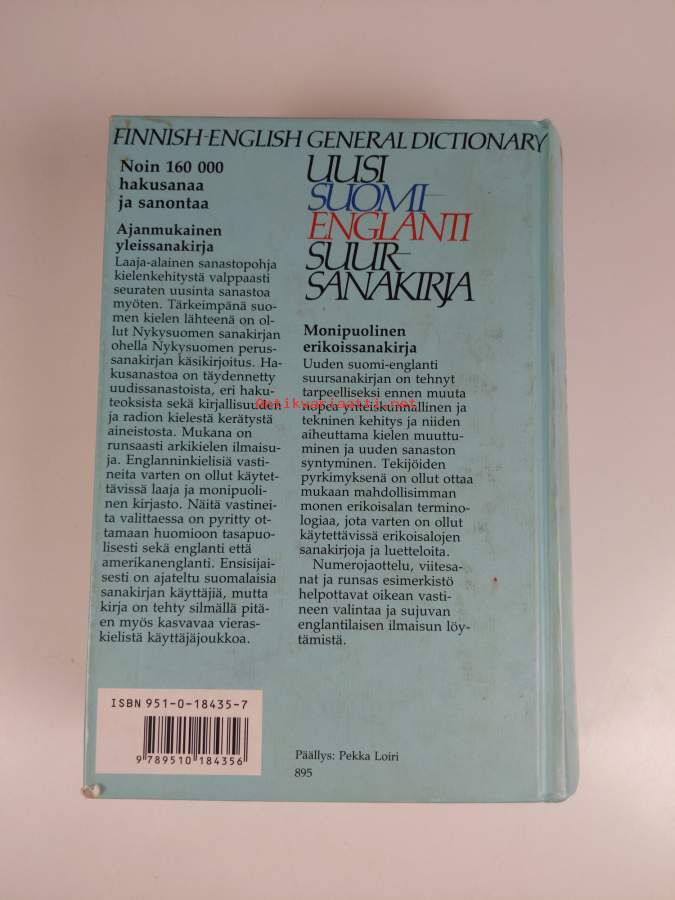 FINNISH-ENGLISH GENERAL DICTIONARY
UUSI
SUOMI-
ENGLANTI
SUUR-
SANAKIRJA
Noin 160 000
hakusanaa
ja sanontaa
Ajanmukainen
yleissanakirja
Laaja-alainen sanastopohja
kielenkehitystä valppaasti
seuraten uusinta sanastoa
myöten. Tärkeimpänä suo-
men kielen lähteenä on ol-
lut Nykysuomen sanakirjan
ohella Nykysuomen perus-
sanakirjan käsikirjoitus. Ha-
kusanastoa on täydennetty
uudissanastoista, eri haku-
teoksista sekä kirjallisuuden
ja radion kielestä kerätystä
aineistosta. Mukana on
runsaasti arkikielen ilmaisu-
ja. Englanninkielisiä vasti-
neita varten on ollut käytet-
tävissä laaja ja monipuoli-
nen kirjasto. Näitä vastinei-
ta valittaessa on pyritty ot-
tamaan huomioon tasapuo-
lisesti sekä englanti että
amerikanenglanti. Ensisijai-
sesti on ajateltu suomalaisia
sanakirjan käyttäjiä, mutta
kirja on tehty silmällä pitä-
en myös kasvavaa vieras-
kielistä käyttäjäjoukkoa.
Monipuolinen
erikoissanakirja
Uuden suomi-englanti
suursanakirjan on tehnyt
tarpeelliseksi ennen muuta
nopea yhteiskunnallinen ja
tekninen kehitys ja niiden
aiheuttama kielen muuttu-
minen ja uuden sanaston
syntyminen. Tekijöiden
pyrkimyksenä on ollut ottaa
mukaan mahdollisimman
monen erikoisalan termino-
logiaa, jota varten on ollut
käytettävissä erikoisalojen
sanakirjoja ja luetteloita.
Numerojaottelu, viitesa-
nat ja runsas esimerkistö
helpottavat oikean vasti-
neen valintaa ja sujuvan
englantilaisen ilmaisun löy-
tämistä.
Antikvariaatti.net
ISBN 951-0-18435-7
9 789510 184356
Päällys: Pekka Loiri
895